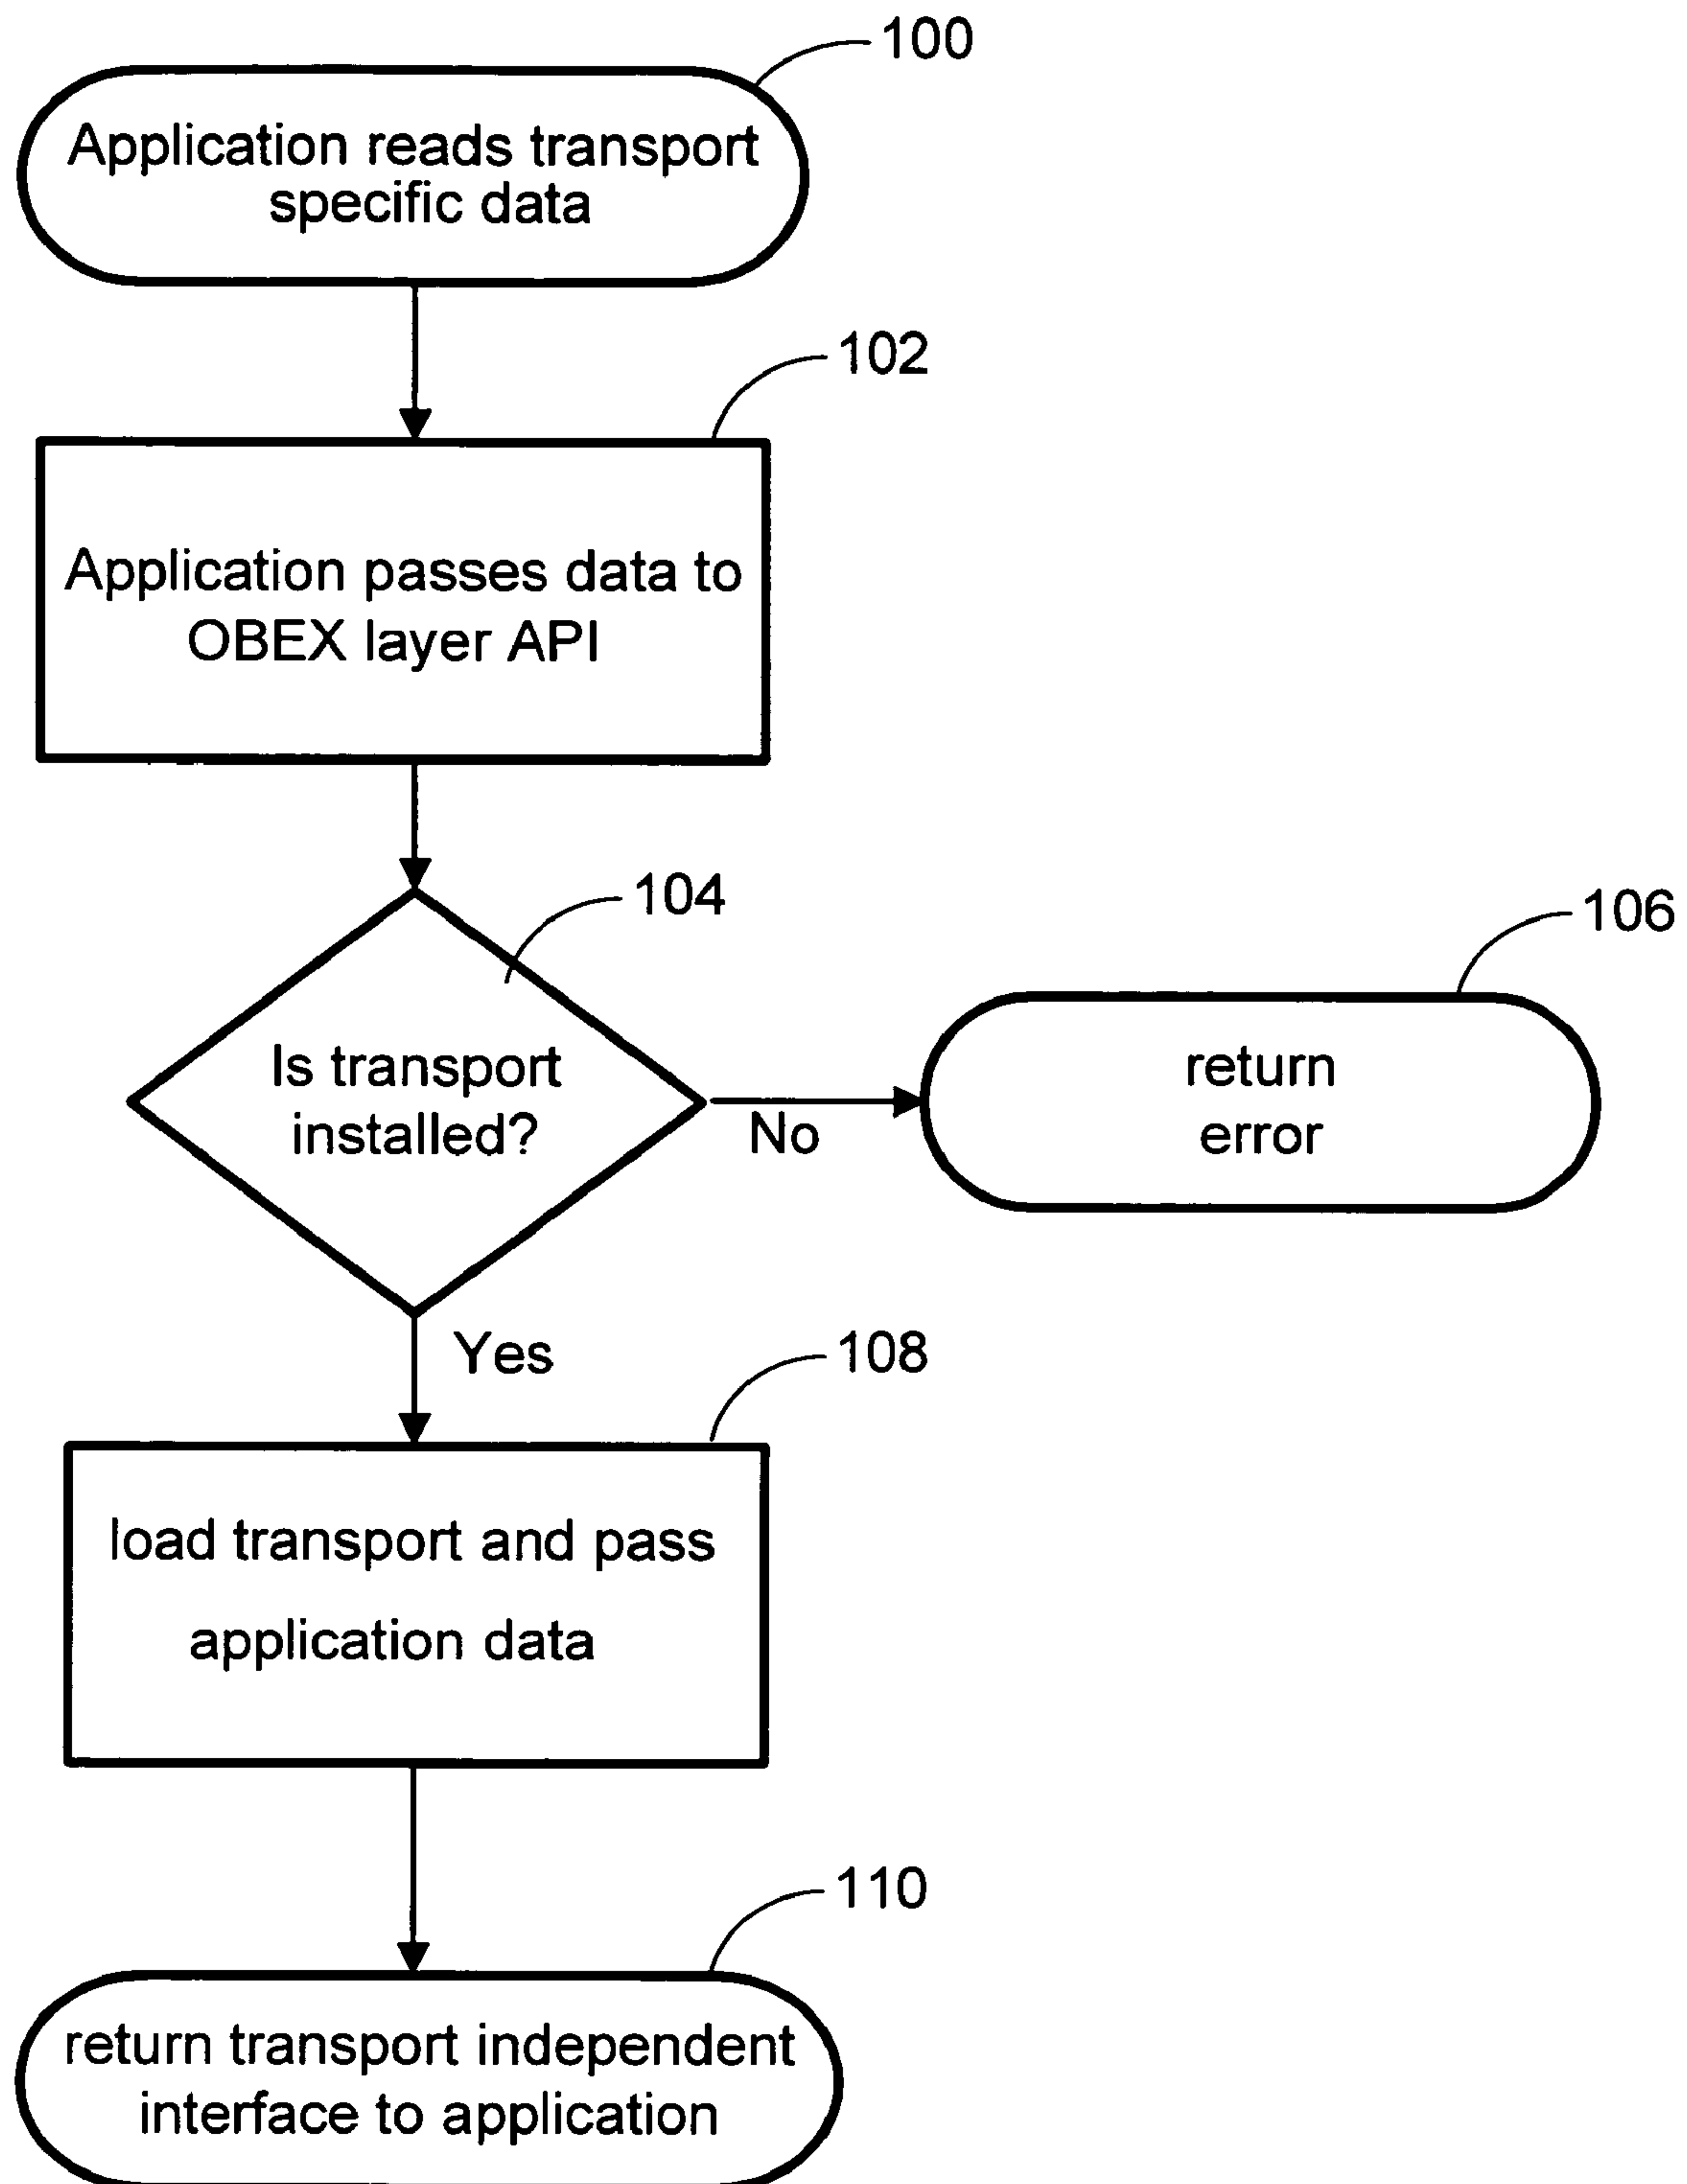 100
Application reads transport
specific data
102
Application passes data to
OBEX layer API
104
Is transport
installed?
No
106
return
error
Yes
108
load transport and pass
application data
110
return transport independent
interface to application